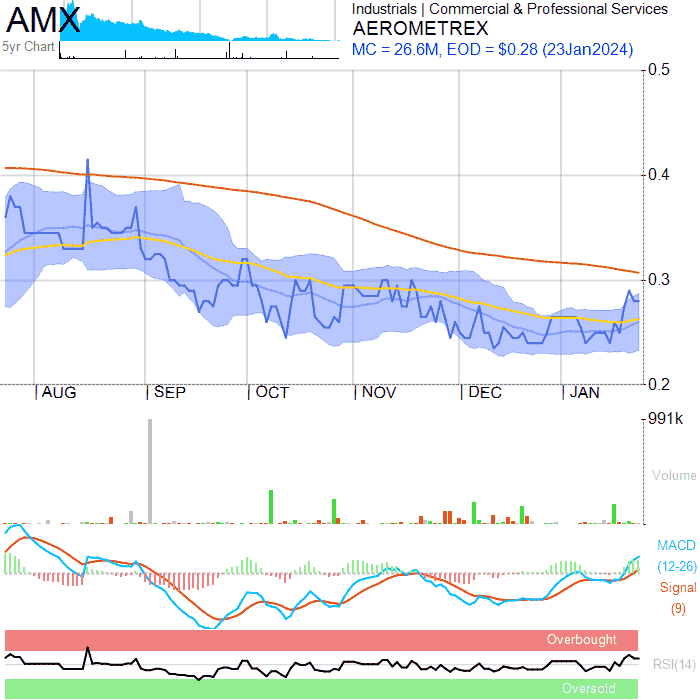 AMX
5yr Chart
Industrials | Commercial & Professional Services
AEROMETREX
MC = 26.6M, EOD = $0.28 (23Jan2024)
0.5
0.4
0.3
0.2
| AUG | SEP | OCT | NOV | DEC | JAN
991k
Volume
MACD
(12-26)
Signal
(9)
Overbought
RSI(14)
Oversold